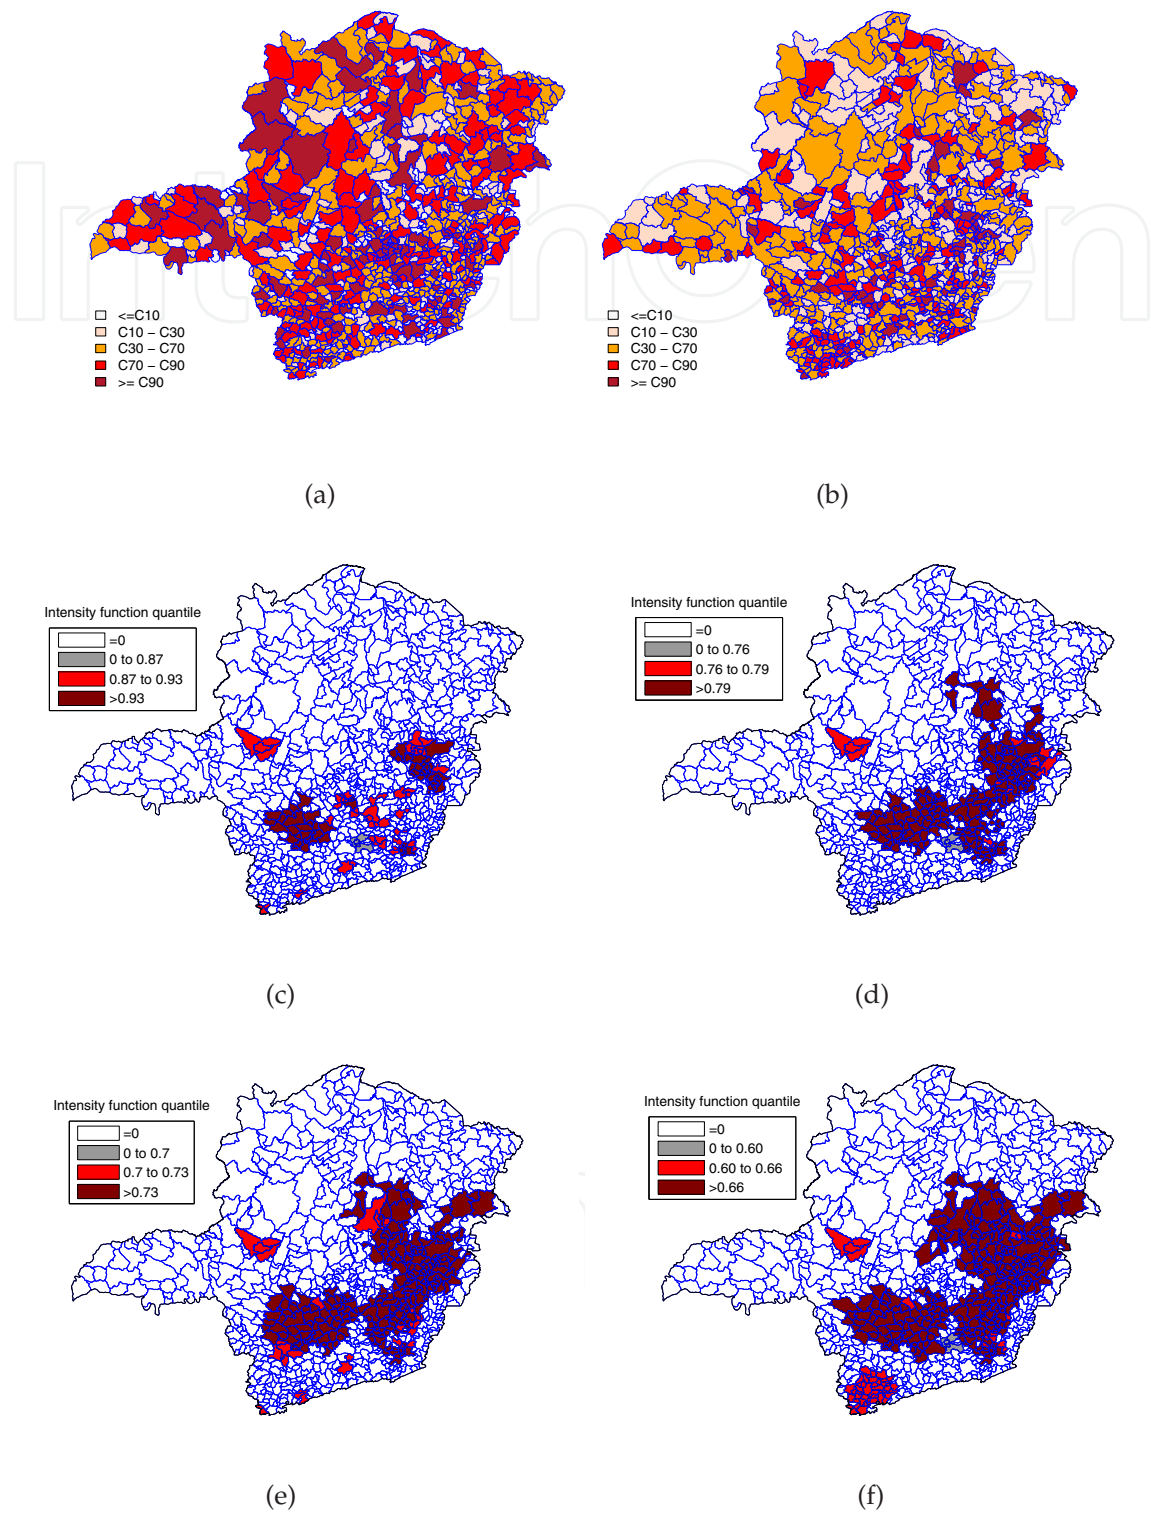 <=C10
C10 – C30
C30 – C70
C70 – C90
>= C90
(a)
<=C10
C10 – C30
C30 – C70
C70 – C90
>= C90
(b)
Intensity function quantile
=0
0 to 0.87
0.87 to 0.93
>0.93
(c)
Intensity function quantile
=0
0 to 0.76
0.76 to 0.79
>0.79
(d)
Intensity function quantile
=0
0 to 0.7
0.7 to 0.73
>0.73
(e)
Intensity function quantile
=0
0 to 0.60
0.60 to 0.66
>0.66
(f)